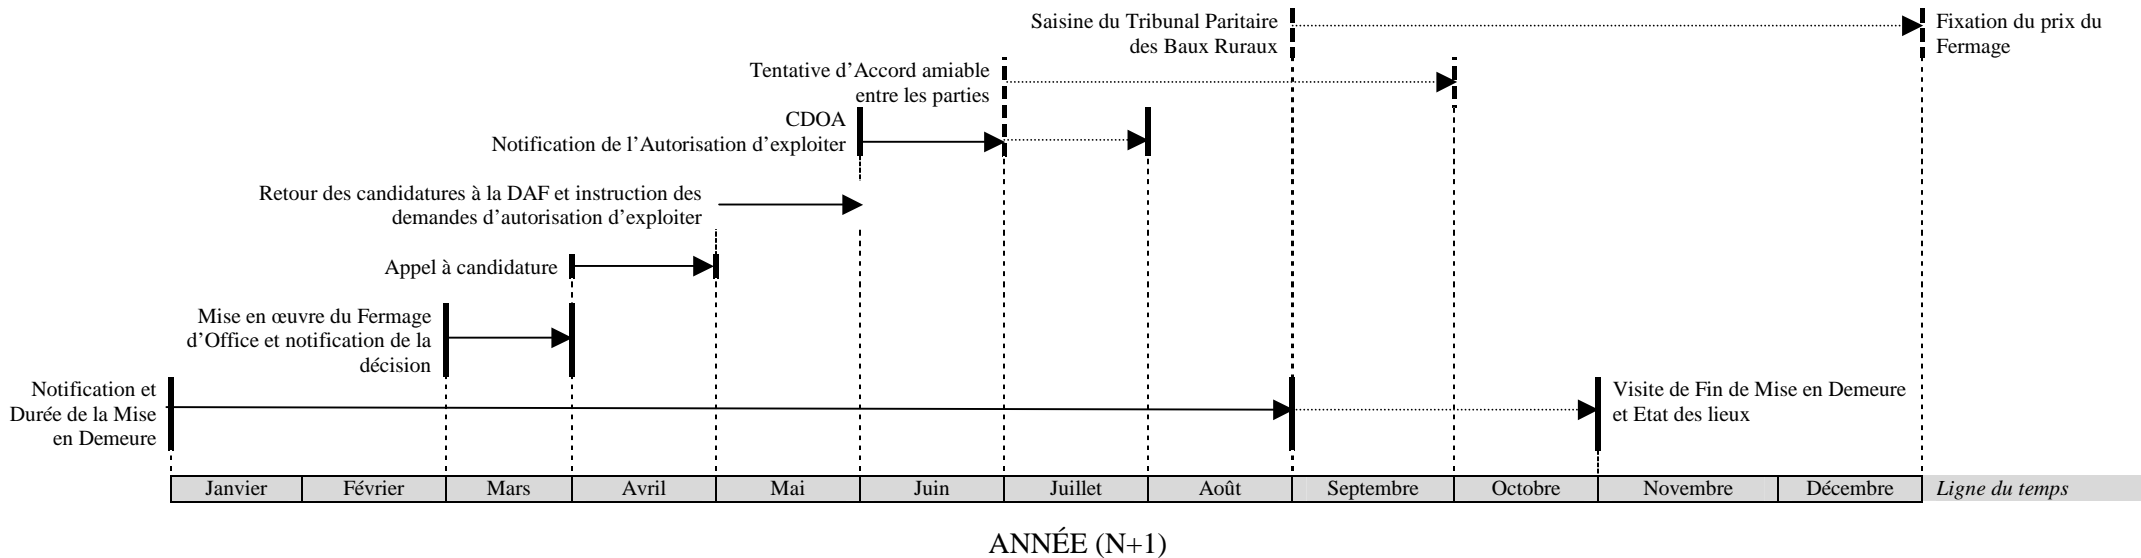 Saisine du Tribunal Paritaire
des Baux Ruraux
Fixation du prix du
Fermage
Tentative d’Accord amiable
entre les parties
CDOA
Notification de l’Autorisation d’exploiter
Retour des candidatures à la DAF et instruction des
demandes d’autorisation d’exploiter
Appel à candidature
Mise en œuvre du Fermage
d’Office et notification de la
décision
Notification et
Durée de la Mise
en Demeure
Visite de Fin de Mise en Demeure
et Etat des lieux
Janvier Février Mars Avril Mai Juin Juillet Août Septembre Octobre Novembre Décembre Ligne du temps
ANNÉE (N+1)